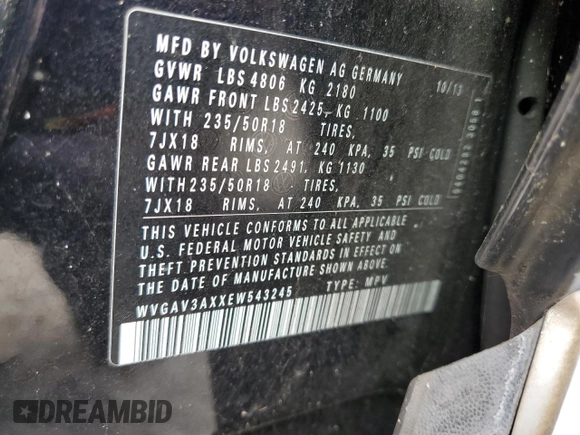 MFD BY VOLKSWAGEN AG GERMANY 10/13
GVWR LBS 4806 KG 2180
GAWR FRONT LBS 2425, KG 1100
WITH 235/50R18 TIRES,
7JX18 RIMS, AT 240 KPA, 35 PSI COLD
GAWR REAR LBS 2491, KG 1130
WITH 235/50R18 TIRES,
7JX18 RIMS, AT 240 KPA, 35 PSI COLD
THIS VEHICLE CONFORMS TO ALL APPLICABLE
U.S. FEDERAL MOTOR VEHICLE SAFETY AND
THEFT PREVENTION STANDARDS IN EFFECT ON
THE DATE OF MANUFACTURE SHOWN ABOVE.
WVGAV3AXXEW543245 TYPE: MPV
DREAMBID